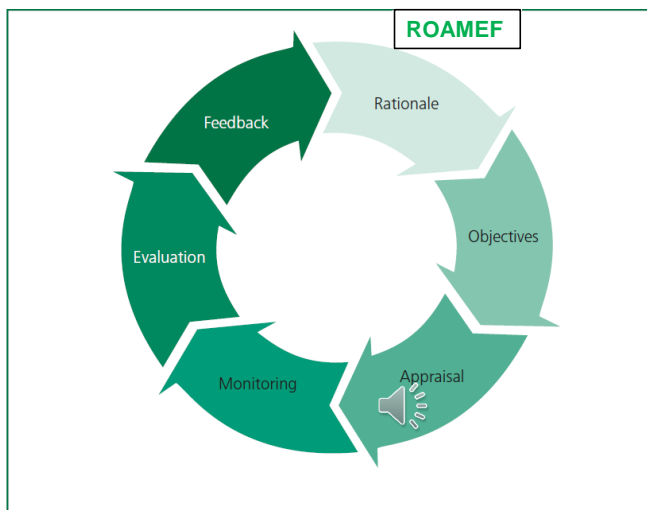 ROAMEF
Rationale
Objectives
Appraisal
Monitoring
Evaluation
Feedback